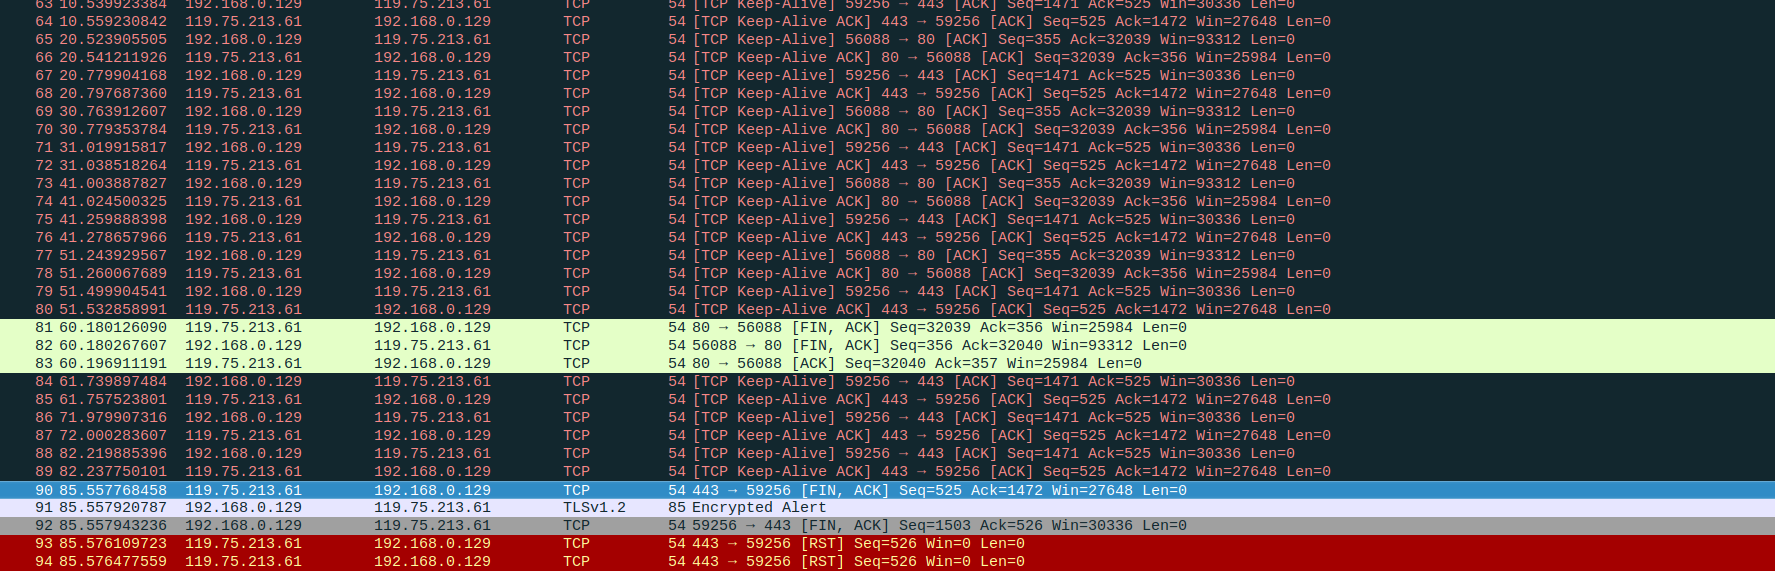 63 10.539923384 192.168.0.129 119.75.213.61 TCP 54 [TCP Keep-Alive] 59256 → 443 [ACK] Seq=1471 Ack=525 Win=30336 Len=0
64 10.559230842 119.75.213.61 192.168.0.129 TCP 54 [TCP Keep-Alive ACK] 443 → 59256 [ACK] Seq=525 Ack=1472 Win=27648 Len=0
65 20.523905505 192.168.0.129 119.75.213.61 TCP 54 [TCP Keep-Alive] 56088 → 80 [ACK] Seq=355 Ack=32039 Win=93312 Len=0
66 20.541211926 119.75.213.61 192.168.0.129 TCP 54 [TCP Keep-Alive ACK] 80 → 56088 [ACK] Seq=32039 Ack=356 Win=25984 Len=0
67 20.779904168 192.168.0.129 119.75.213.61 TCP 54 [TCP Keep-Alive] 59256 → 443 [ACK] Seq=1471 Ack=525 Win=30336 Len=0
68 20.797687360 119.75.213.61 192.168.0.129 TCP 54 [TCP Keep-Alive ACK] 443 → 59256 [ACK] Seq=525 Ack=1472 Win=27648 Len=0
69 30.763912607 192.168.0.129 119.75.213.61 TCP 54 [TCP Keep-Alive] 56088 → 80 [ACK] Seq=355 Ack=32039 Win=93312 Len=0
70 30.779353784 119.75.213.61 192.168.0.129 TCP 54 [TCP Keep-Alive ACK] 80 → 56088 [ACK] Seq=32039 Ack=356 Win=25984 Len=0
71 31.019915817 192.168.0.129 119.75.213.61 TCP 54 [TCP Keep-Alive] 59256 → 443 [ACK] Seq=1471 Ack=525 Win=30336 Len=0
72 31.038518264 119.75.213.61 192.168.0.129 TCP 54 [TCP Keep-Alive ACK] 443 → 59256 [ACK] Seq=525 Ack=1472 Win=27648 Len=0
73 41.003887827 192.168.0.129 119.75.213.61 TCP 54 [TCP Keep-Alive] 56088 → 80 [ACK] Seq=355 Ack=32039 Win=93312 Len=0
74 41.024500325 119.75.213.61 192.168.0.129 TCP 54 [TCP Keep-Alive ACK] 80 → 56088 [ACK] Seq=32039 Ack=356 Win=25984 Len=0
75 41.259888398 192.168.0.129 119.75.213.61 TCP 54 [TCP Keep-Alive] 59256 → 443 [ACK] Seq=1471 Ack=525 Win=30336 Len=0
76 41.278657966 119.75.213.61 192.168.0.129 TCP 54 [TCP Keep-Alive ACK] 443 → 59256 [ACK] Seq=525 Ack=1472 Win=27648 Len=0
77 51.243929567 192.168.0.129 119.75.213.61 TCP 54 [TCP Keep-Alive] 56088 → 80 [ACK] Seq=355 Ack=32039 Win=93312 Len=0
78 51.260067689 119.75.213.61 192.168.0.129 TCP 54 [TCP Keep-Alive ACK] 80 → 56088 [ACK] Seq=32039 Ack=356 Win=25984 Len=0
79 51.499904541 192.168.0.129 119.75.213.61 TCP 54 [TCP Keep-Alive] 59256 → 443 [ACK] Seq=1471 Ack=525 Win=30336 Len=0
80 51.532858991 119.75.213.61 192.168.0.129 TCP 54 [TCP Keep-Alive ACK] 443 → 59256 [ACK] Seq=525 Ack=1472 Win=27648 Len=0
81 60.180126090 119.75.213.61 192.168.0.129 TCP 54 80 → 56088 [FIN, ACK] Seq=32039 Ack=356 Win=25984 Len=0
82 60.180267607 192.168.0.129 119.75.213.61 TCP 54 56088 → 80 [FIN, ACK] Seq=356 Ack=32040 Win=93312 Len=0
83 60.196911191 119.75.213.61 192.168.0.129 TCP 54 80 → 56088 [ACK] Seq=32040 Ack=357 Win=25984 Len=0
84 61.739897484 192.168.0.129 119.75.213.61 TCP 54 [TCP Keep-Alive] 59256 → 443 [ACK] Seq=1471 Ack=525 Win=30336 Len=0
85 61.757523801 119.75.213.61 192.168.0.129 TCP 54 [TCP Keep-Alive ACK] 443 → 59256 [ACK] Seq=525 Ack=1472 Win=27648 Len=0
86 71.979907316 192.168.0.129 119.75.213.61 TCP 54 [TCP Keep-Alive] 59256 → 443 [ACK] Seq=1471 Ack=525 Win=30336 Len=0
87 72.000283607 119.75.213.61 192.168.0.129 TCP 54 [TCP Keep-Alive ACK] 443 → 59256 [ACK] Seq=525 Ack=1472 Win=27648 Len=0
88 82.219885396 192.168.0.129 119.75.213.61 TCP 54 [TCP Keep-Alive] 59256 → 443 [ACK] Seq=1471 Ack=525 Win=30336 Len=0
89 82.237750101 119.75.213.61 192.168.0.129 TCP 54 [TCP Keep-Alive ACK] 443 → 59256 [ACK] Seq=525 Ack=1472 Win=27648 Len=0
90 85.557768458 119.75.213.61 192.168.0.129 TCP 54 443 → 59256 [FIN, ACK] Seq=525 Ack=1472 Win=27648 Len=0
91 85.557920787 192.168.0.129 119.75.213.61 TLSv1.2 85 Encrypted Alert
92 85.557943236 192.168.0.129 119.75.213.61 TCP 54 59256 → 443 [FIN, ACK] Seq=1503 Ack=526 Win=30336 Len=0
93 85.576109723 119.75.213.61 192.168.0.129 TCP 54 443 → 59256 [RST] Seq=526 Win=0 Len=0
94 85.576477559 119.75.213.61 192.168.0.129 TCP 54 443 → 59256 [RST] Seq=526 Win=0 Len=0